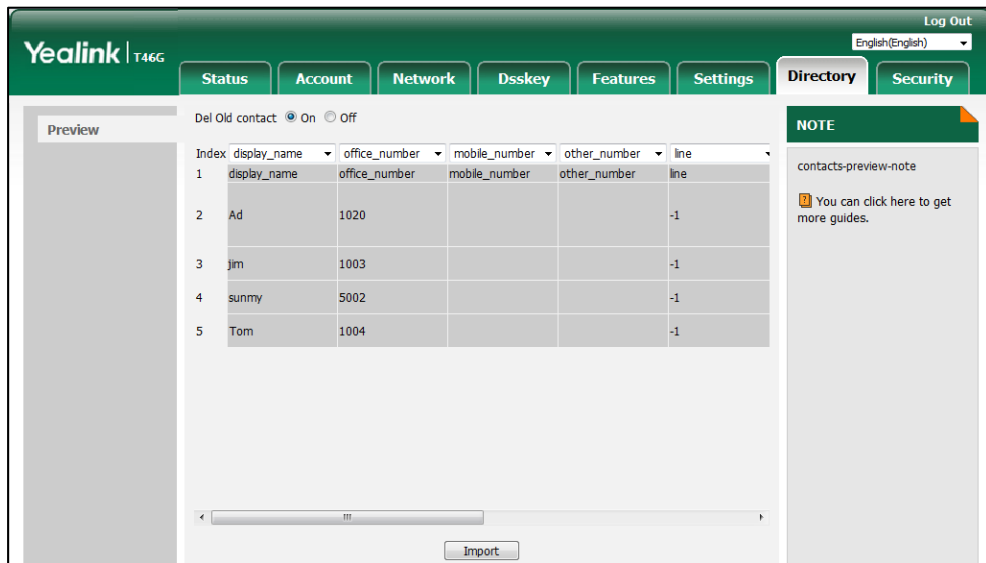 Log Out
Yealink | T46G
English(English)
Status Account Network Dsskey Features Settings Directory Security
Preview
Del Old contact On Off
NOTE
Index display_name office_number mobile_number other_number line
1 display_name office_number mobile_number other_number line
2 Ad 1020 -1
3 jim 1003 -1
4 sunmy 5002 -1
5 Tom 1004 -1
contacts-preview-note
? You can click here to get
more guides.
Import